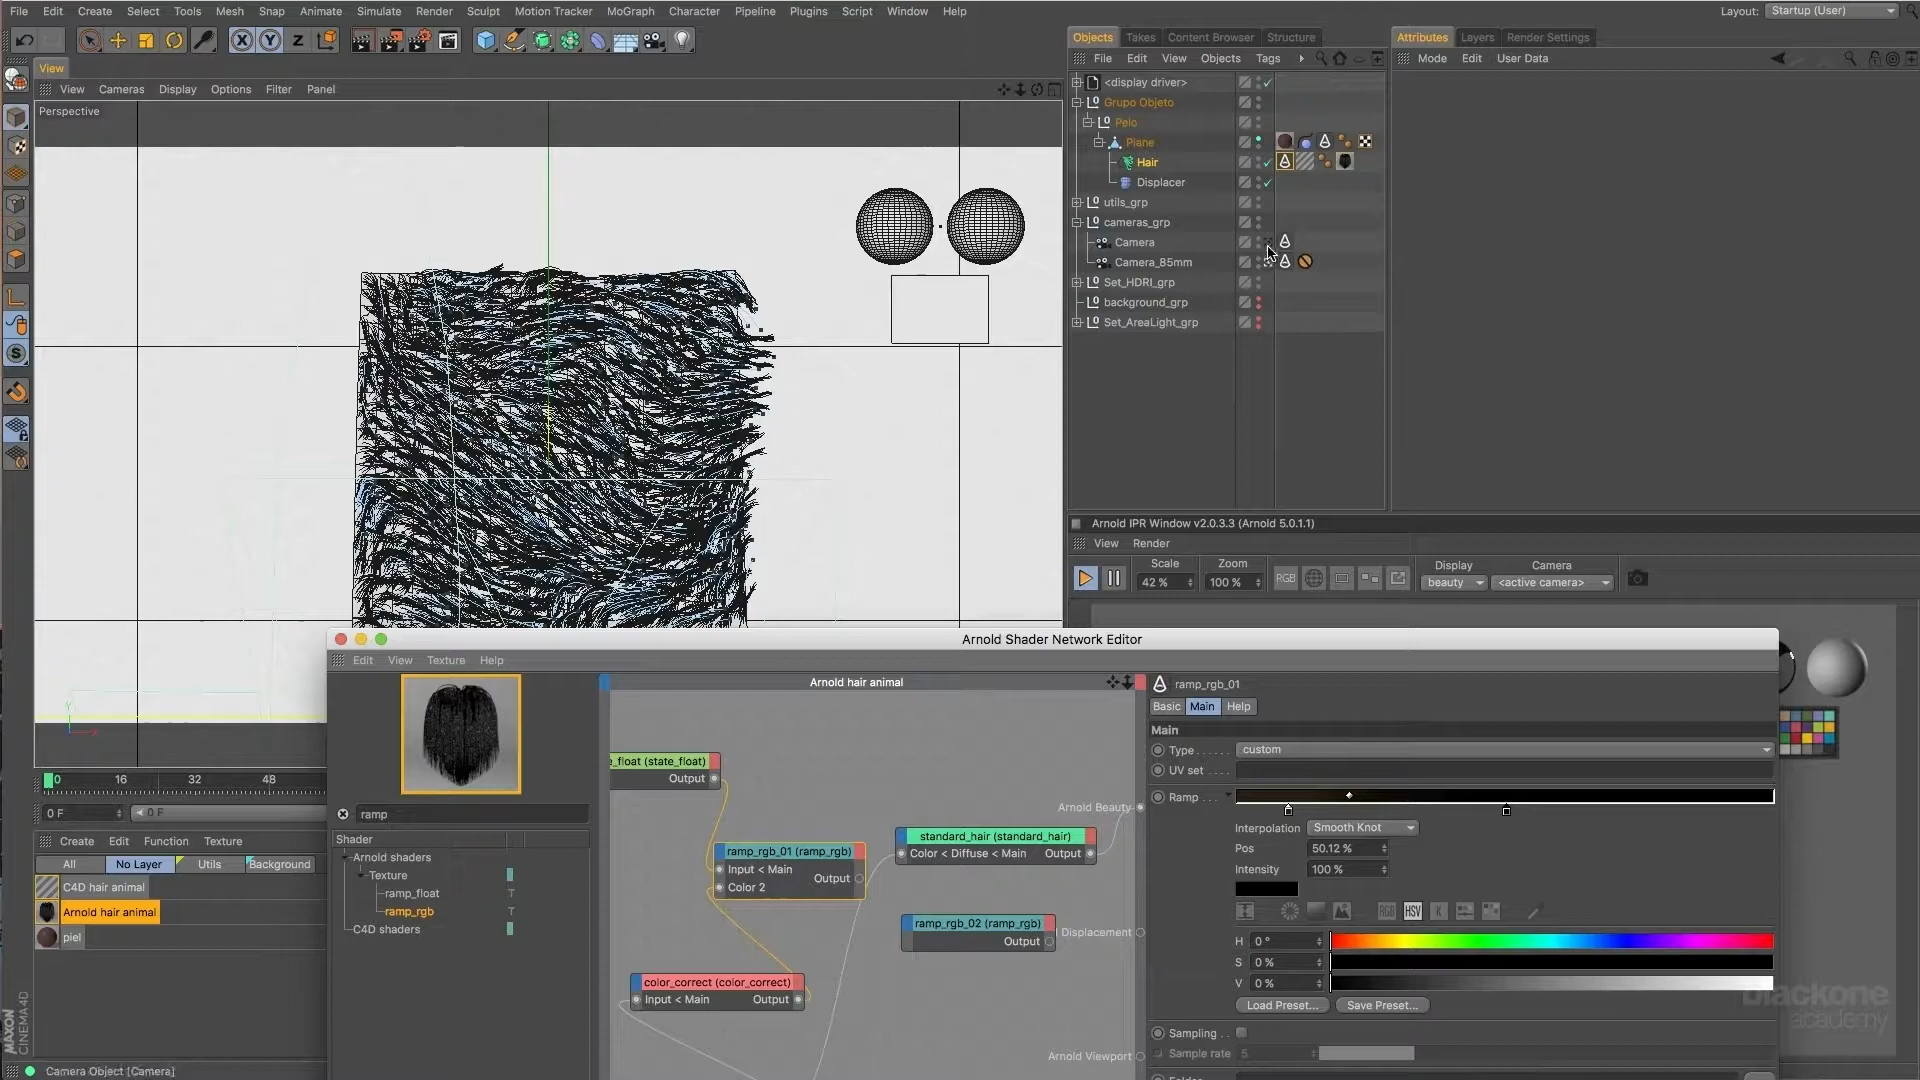 File Edit Create Select Tools Mesh Snap Animate Simulate Render Sculpt Motion Tracker MoGraph Character Pipeline Plugins Script Window Help
Layout: Startup (User)
X Y Z
View
View Cameras Display Options Filter Panel
Perspective
Objects Takes Content Browser Structure
File Edit View Objects Tags
<display driver>
Grupo Objeto
Pelo
Plane
Hair
Displacer
utils_grp
cameras_grp
Camera
Camera_85mm
Set_HDRI_grp
background_grp
Set_AreaLight_grp
Attributes Layers Render Settings
Mode Edit User Data
Arnold IPR Window v2.0.3.3 (Arnold 5.0.1.1)
View Render
Scale Zoom Display Camera
42 % 100 % RGB beauty <active camera>
Arnold Shader Network Editor
Edit View Texture Help
ramp
Shader
Arnold shaders
Texture
ramp_float T
ramp_rgb T
C4D shaders
Arnold hair animal
e_float (state_float)
Output
Arnold Beauty
ramp_rgb_01 (ramp_rgb)
Input < Main
Color 2
Output
standard_hair (standard_hair)
Color < Diffuse < Main Output
ramp_rgb_02 (ramp_rgb)
Output
Displacement
color_correct (color_correct)
Input < Main Output
Arnold Viewport
ramp_rgb_01
Basic Main Help
Main
Type custom
UV set
Ramp
Interpolation Smooth Knot
Pos 50.12 %
Intensity 100 %
RGB HSV K
H 0 °
S 0 %
V 0 %
Load Preset... Save Preset...
Sampling
Sample rate 5
0 16 32 48
0 F 0 F
Create Edit Function Texture
All No Layer Utils Background
C4D hair animal
Arnold hair animal
piel
MAXON
CINEMA4D
Camera Object [Camera]
blackone
academy